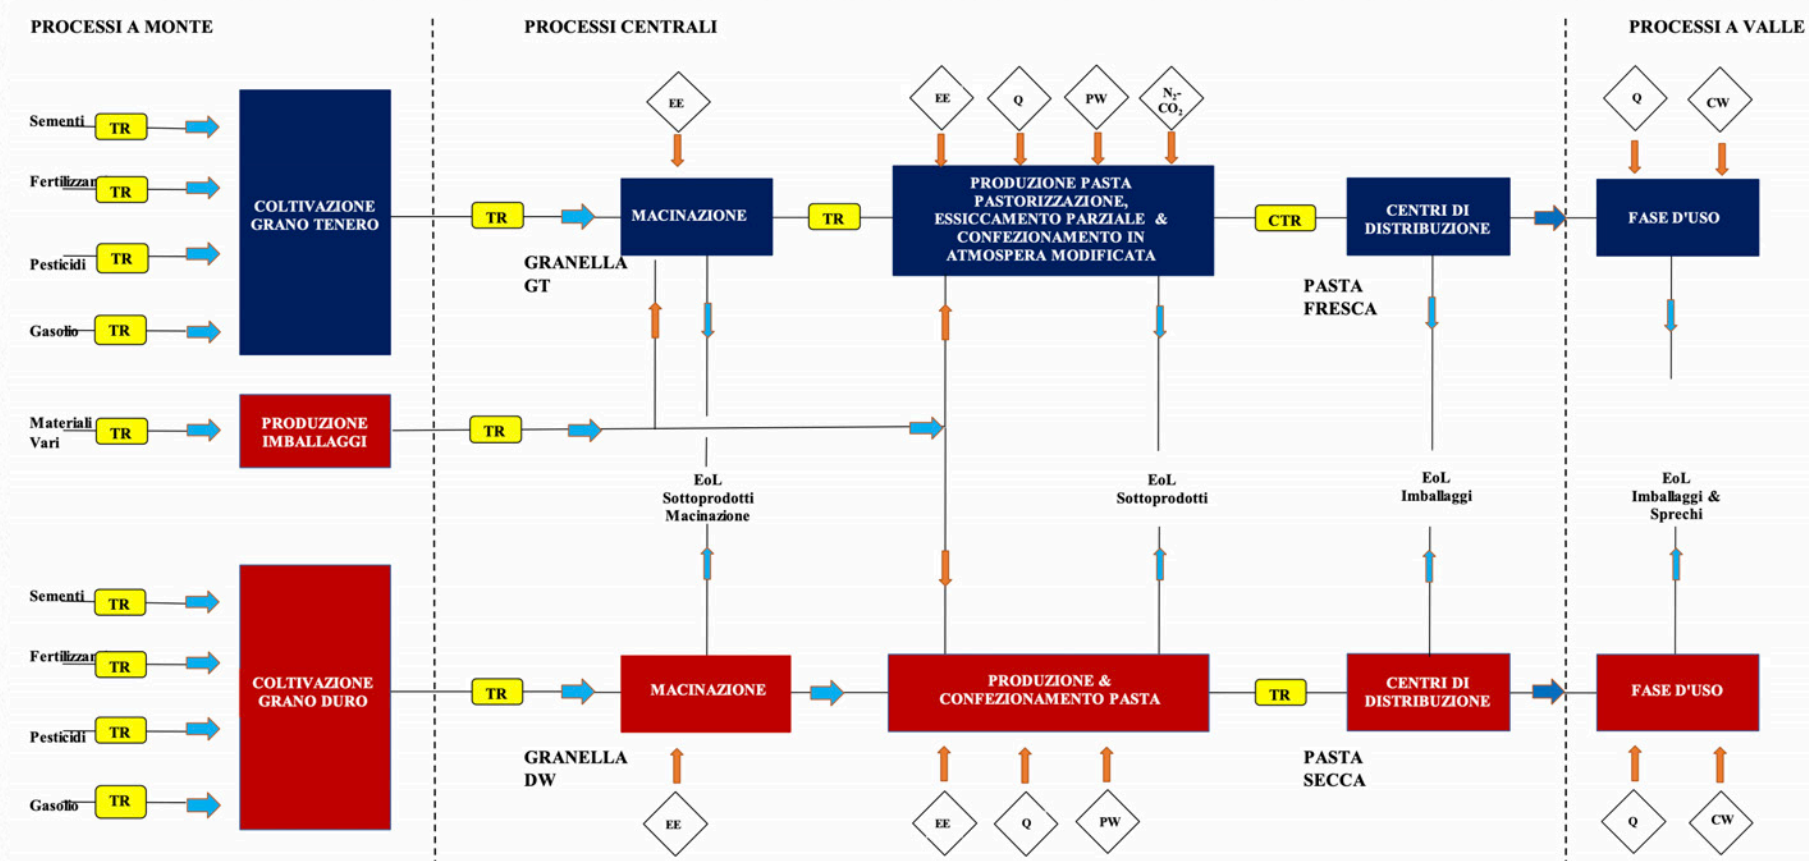 PROCESSI A MONTE
PROCESSI CENTRALI
PROCESSI A VALLE
EE
EE
Q
PW
N₂-
CO₂
Q
CW
Sementi
TR
Fertilizzan
TR
Pesticidi
TR
Gasolio
TR
COLTIVAZIONE
GRANO TENERO
TR
MACINAZIONE
TR
PRODUZIONE PASTA
PASTORIZZAZIONE,
ESSICCAMENTO PARZIALE &
CONFEZIONAMENTO IN
ATMOSPERA MODIFICATA
CTR
CENTRI DI
DISTRIBUZIONE
FASE D'USO
GRANELLA
GT
PASTA
FRESCA
Materiali
Vari
TR
PRODUZIONE
IMBALLAGGI
TR
EoL
Sottoprodotti
Macinazione
EoL
Sottoprodotti
EoL
Imballaggi
EoL
Imballaggi &
Sprechi
Sementi
TR
Fertilizzan
TR
Pesticidi
TR
Gasolio
TR
COLTIVAZIONE
GRANO DURO
TR
MACINAZIONE
PRODUZIONE &
CONFEZIONAMENTO PASTA
TR
CENTRI DI
DISTRIBUZIONE
FASE D'USO
GRANELLA
DW
PASTA
SECCA
EE
EE
Q
PW
Q
CW